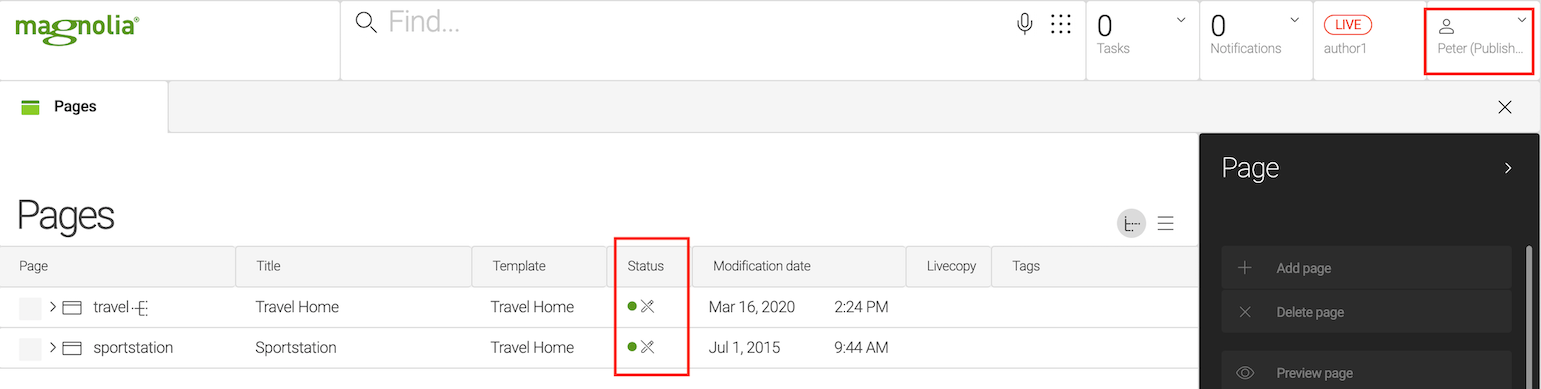 magnolia®
Find...
0
Tasks
0
Notifications
LIVE
author1
Peter (Publish...
Pages
Page
Pages
Page Title Template Status Modification date Livecopy Tags
travel Travel Home Travel Home Mar 16, 2020 2:24 PM
sportstation Sportstation Travel Home Jul 1, 2015 9:44 AM
Add page
Delete page
Preview page